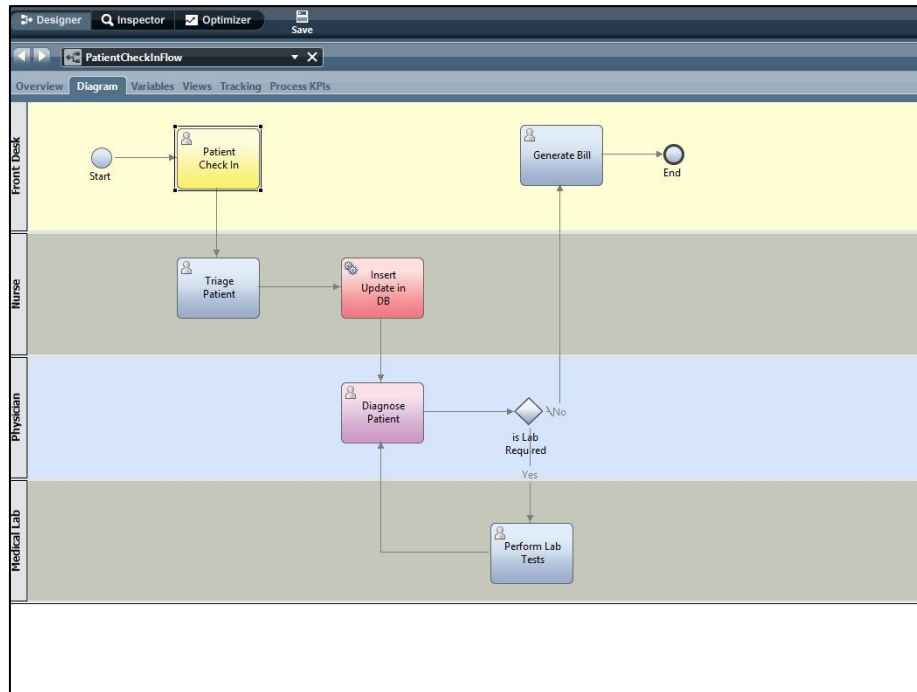 Designer Inspector Optimizer
Save
PatientCheckInFlow
Overview Diagram Variables Views Tracking Process KPIs
Front Desk
Start
Patient
Check In
Generate Bill
End
Nurse
Triage
Patient
Insert
Update in
DB
Physician
Diagnose
Patient
No
is Lab
Required
Yes
Medical Lab
Perform Lab
Tests